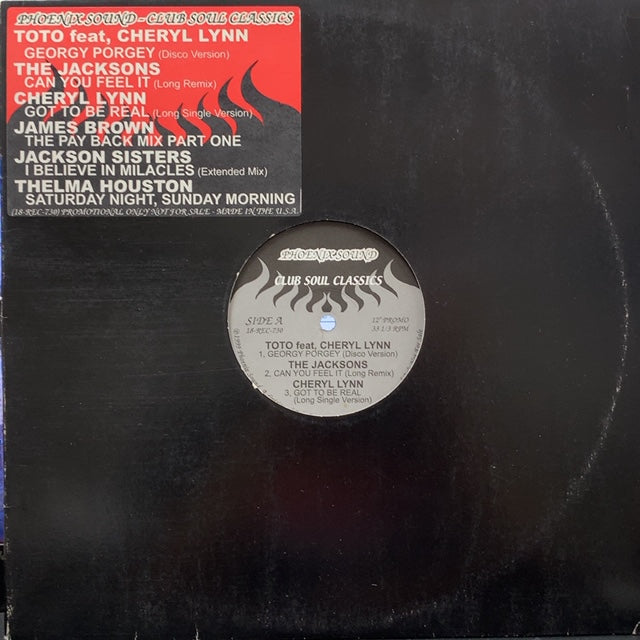 PHOENIX SOUND - CLUB SOUL CLASSICS
TOTO feat, CHERYL LYNN
GEORGY PORGEY (Disco Version)
THE JACKSONS
CAN YOU FEEL IT (Long Remix)
CHERYL LYNN
GOT TO BE REAL (Long Single Version)
JAMES BROWN
THE PAY BACK MIX PART ONE
JACKSON SISTERS
I BELIEVE IN MILACLES (Extended Mix)
THELMA HOUSTON
SATURDAY NIGHT, SUNDAY MORNING
(18-REC-730) PROMOTIONAL ONLY NOT FOR SALE - MADE IN THE U.S.A.
PHOENIX SOUND
CLUB SOUL CLASSICS
SIDE A
18-REC-730
12" PROMO
33 1/3 RPM
TOTO feat, CHERYL LYNN
1. GEORGY PORGEY (Disco Version)
THE JACKSONS
2. CAN YOU FEEL IT (Long Remix)
CHERYL LYNN
3. GOT TO BE REAL
(Long Single Version)